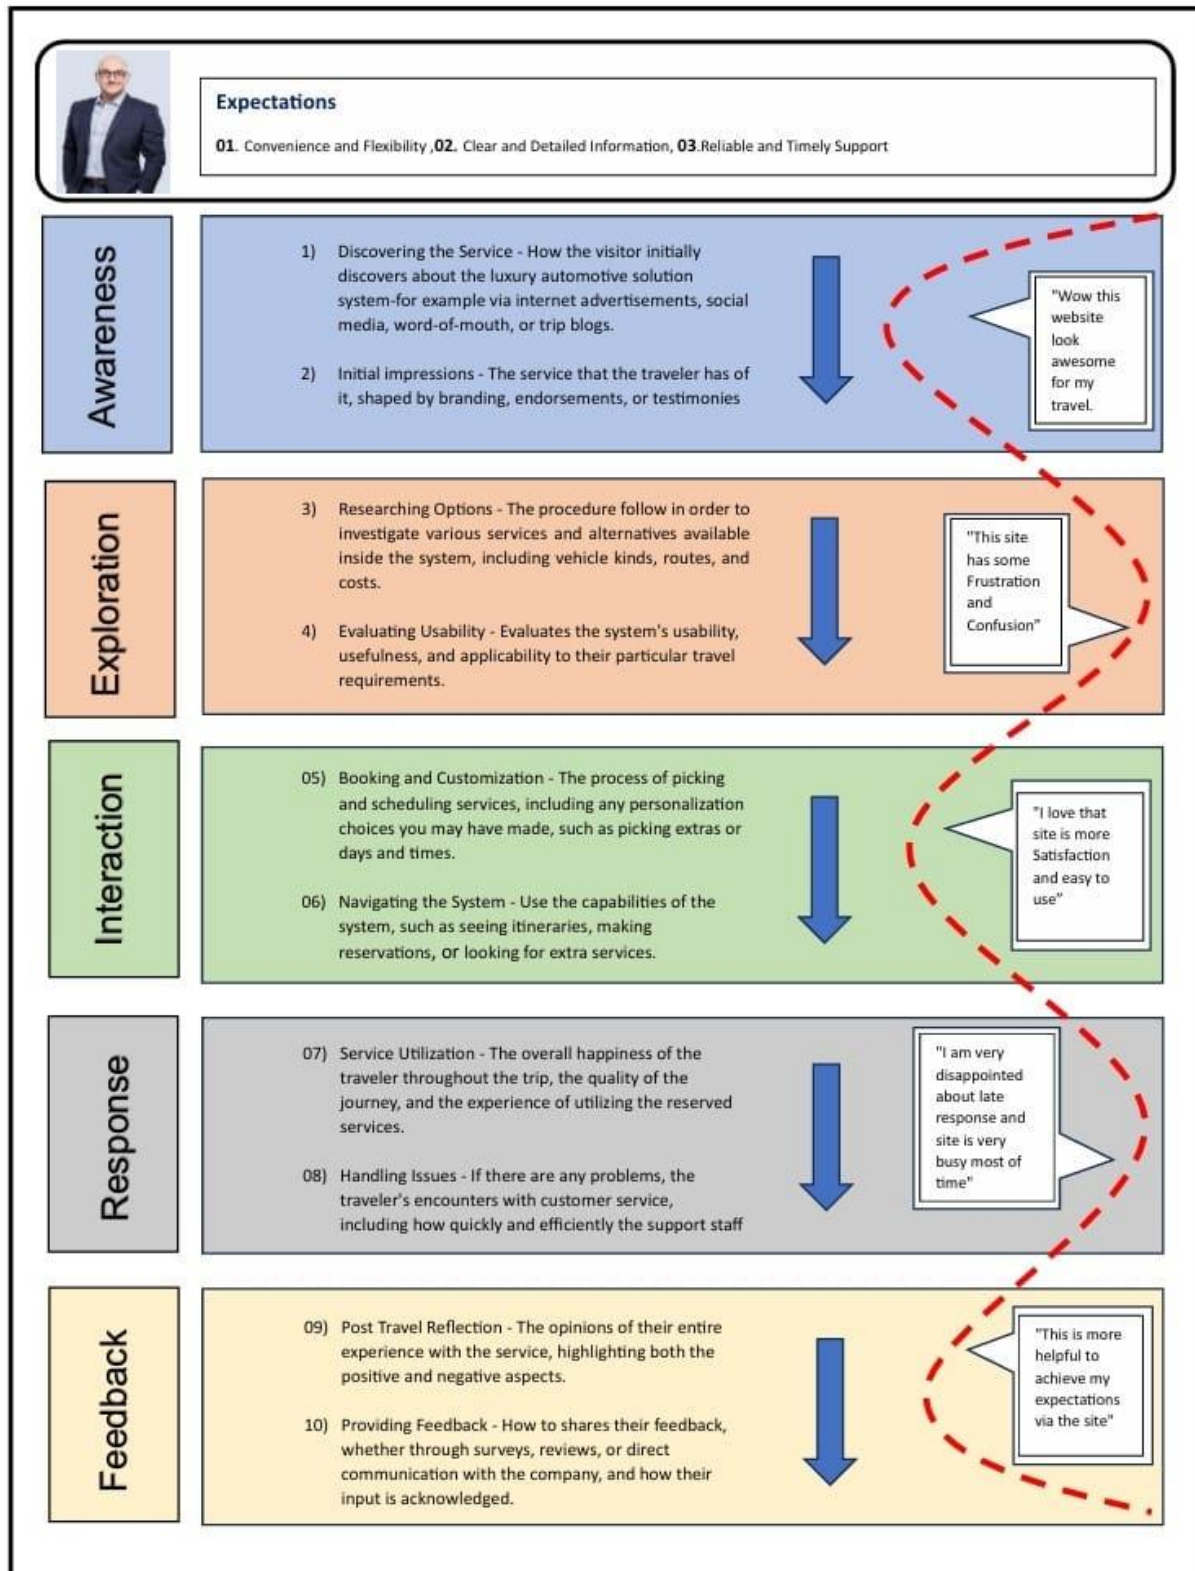 Expectations
01. Convenience and Flexibility ,02. Clear and Detailed Information, 03.Reliable and Timely Support
Awareness
1) Discovering the Service - How the visitor initially
discovers about the luxury automotive solution
system-for example via internet advertisements, social
media, word-of-mouth, or trip blogs.
2) Initial impressions - The service that the traveler has of
it, shaped by branding, endorsements, or testimonies
"Wow this
website
look
awesome
for my
travel.
Exploration
3) Researching Options - The procedure follow in order to
investigate various services and alternatives available
inside the system, including vehicle kinds, routes, and
costs.
4) Evaluating Usability - Evaluates the system's usability,
usefulness, and applicability to their particular travel
requirements.
"This site
has some
Frustration
and
Confusion"
Interaction
05) Booking and Customization - The process of picking
and scheduling services, including any personalization
choices you may have made, such as picking extras or
days and times.
06) Navigating the System - Use the capabilities of the
system, such as seeing itineraries, making
reservations, or looking for extra services.
"I love that
site is more
Satisfaction
and easy to
use"
Response
07) Service Utilization - The overall happiness of the
traveler throughout the trip, the quality of the
journey, and the experience of utilizing the reserved
services.
08) Handling Issues - If there are any problems, the
traveler's encounters with customer service,
including how quickly and efficiently the support staff
"I am very
disappointed
about late
response and
site is very
busy most of
time"
Feedback
09) Post Travel Reflection - The opinions of their entire
experience with the service, highlighting both the
positive and negative aspects.
10) Providing Feedback - How to shares their feedback,
whether through surveys, reviews, or direct
communication with the company, and how their
input is acknowledged.
"This is more
helpful to
achieve my
expectations
via the site"